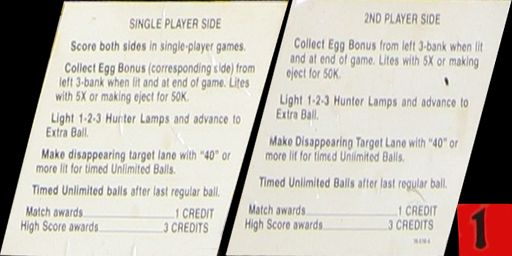 SINGLE PLAYER SIDE
Score both sides in single-player games.
Collect Egg Bonus (corresponding side) from
left 3-bank when lit and at end of game. Lites
with 5X or making eject for 50K.
Light 1-2-3 Hunter Lamps and advance to
Extra Ball.
Make disappearing target lane with "40" or
more lit for timed Unlimited Balls.
Timed Unlimited balls after last regular ball.
Match awards 1 CREDIT
High Score awards 3 CREDITS
2ND PLAYER SIDE
Collect Egg Bonus from left 3-bank when lit
and at end of game. Lites with 5X or making
eject for 50K.
Light 1-2-3 Hunter Lamps and advance to
Extra Ball.
Make Disappearing Target Lane with "40" or
more lit for timed Unlimited Balls.
Timed Unlimited Balls after last regular ball.
Match awards 1 CREDIT
High Score awards 3 CREDITS
1